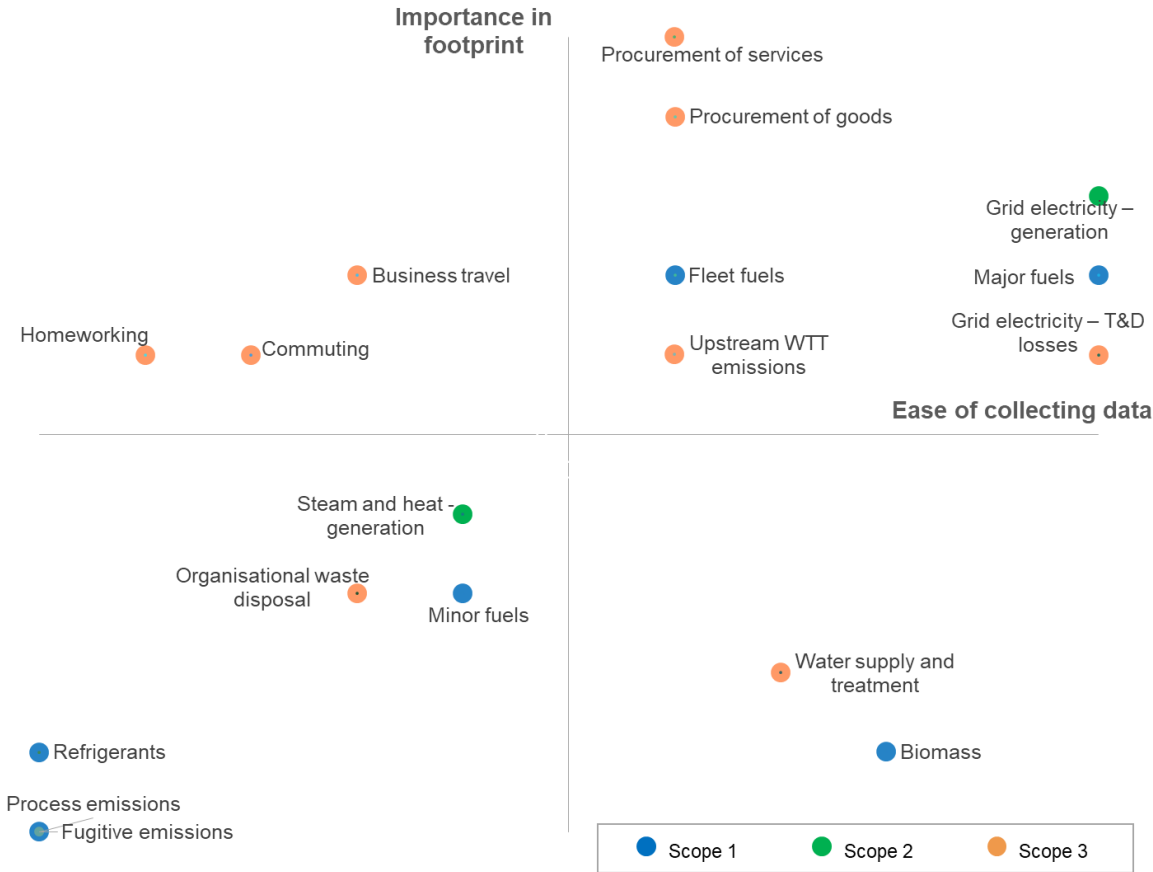 Importance in
footprint
Procurement of services
Procurement of goods
Grid electricity –
generation
Business travel
Fleet fuels
Major fuels
Homeworking
Commuting
Upstream WTT
emissions
Grid electricity – T&D
losses
Ease of collecting data
Steam and heat -
generation
Organisational waste
disposal
Minor fuels
Water supply and
treatment
Refrigerants
Biomass
Process emissions
Fugitive emissions
Scope 1
Scope 2
Scope 3